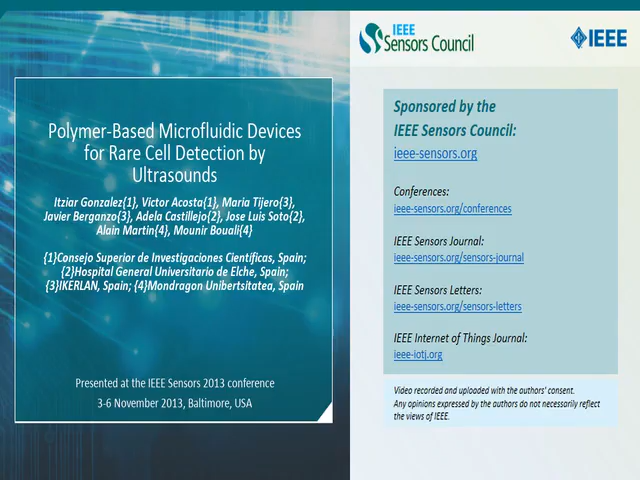 Polymer-Based Microfluidic Devices
for Rare Cell Detection by
Ultrasounds
Itziar Gonzalez{1}, Victor Acosta{1}, Maria Tijero{3},
Javier Berganzo{3}, Adela Castillejo{2}, Jose Luis Soto{2},
Alain Martin{4}, Mounir Bouali{4}
{1}Consejo Superior de Investigaciones Científicas, Spain;
{2}Hospital General Universitario de Elche, Spain;
{3}IKERLAN, Spain; {4}Mondragon Unibertsitatea, Spain
Presented at the IEEE Sensors 2013 conference
3-6 November 2013, Baltimore, USA
IEEE
Sensors Council
IEEE
Sponsored by the
IEEE Sensors Council:
ieee-sensors.org
Conferences:
ieee-sensors.org/conferences
IEEE Sensors Journal:
ieee-sensors.org/sensors-journal
IEEE Sensors Letters:
ieee-sensors.org/sensors-letters
IEEE Internet of Things Journal:
ieee-iotj.org
Video recorded and uploaded with the authors' consent.
Any opinions expressed by the authors do not necessarily reflect
the views of IEEE.